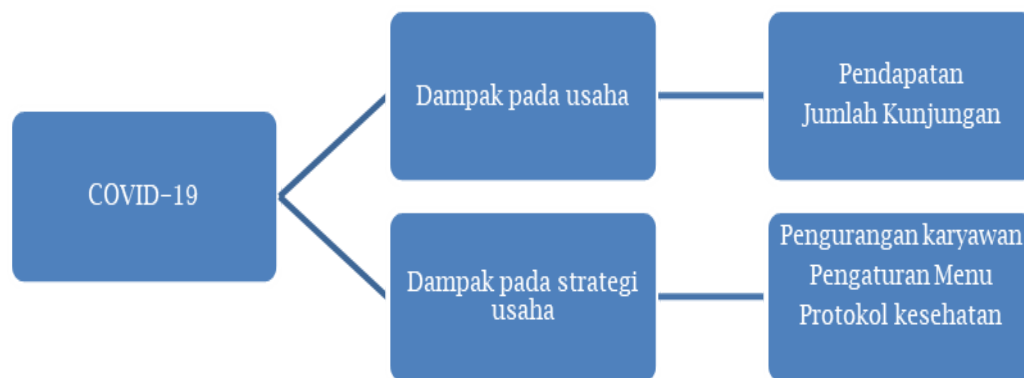 COVID-19
Dampak pada usaha
Pendapatan
Jumlah Kunjungan
Dampak pada strategi
usaha
Pengurangan karyawan
Pengaturan Menu
Protokol kesehatan